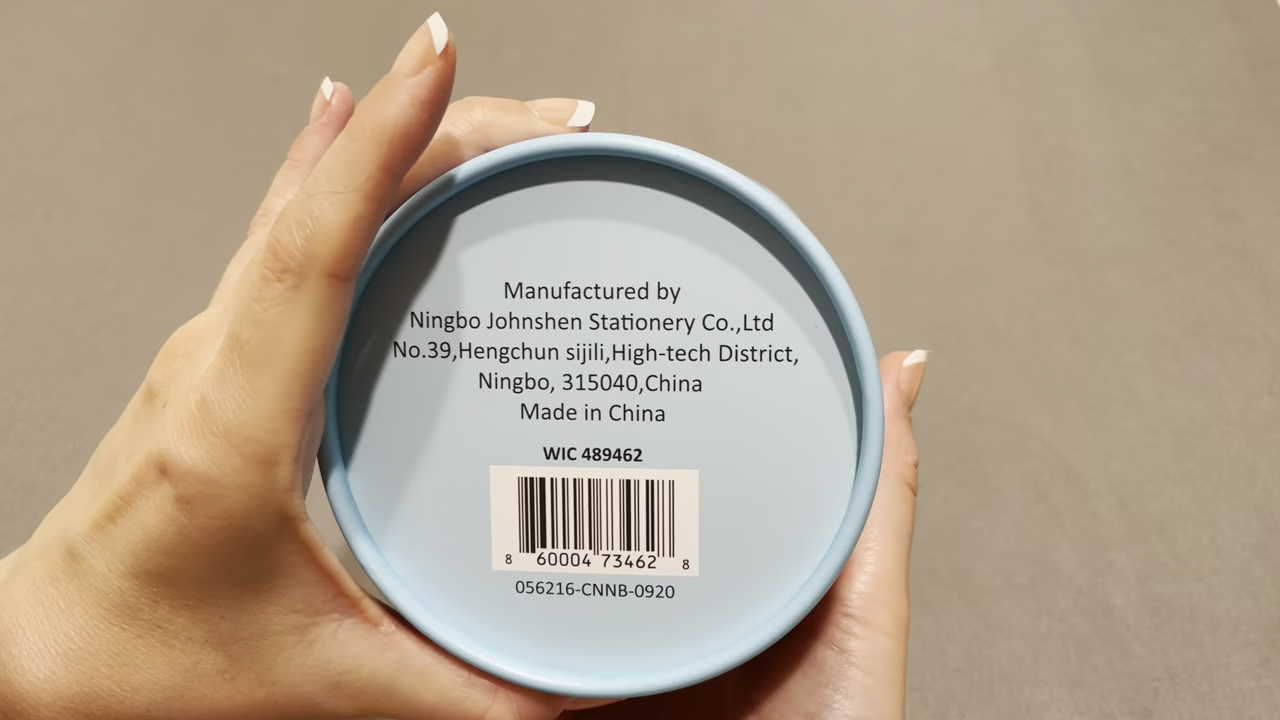 Manufactured by
Ningbo Johnshen Stationery Co.,Ltd
No.39,Hengchun sijili,High-tech District,
Ningbo, 315040,China
Made in China
WIC 489462
8 60004 73462 8
056216-CNNB-0920